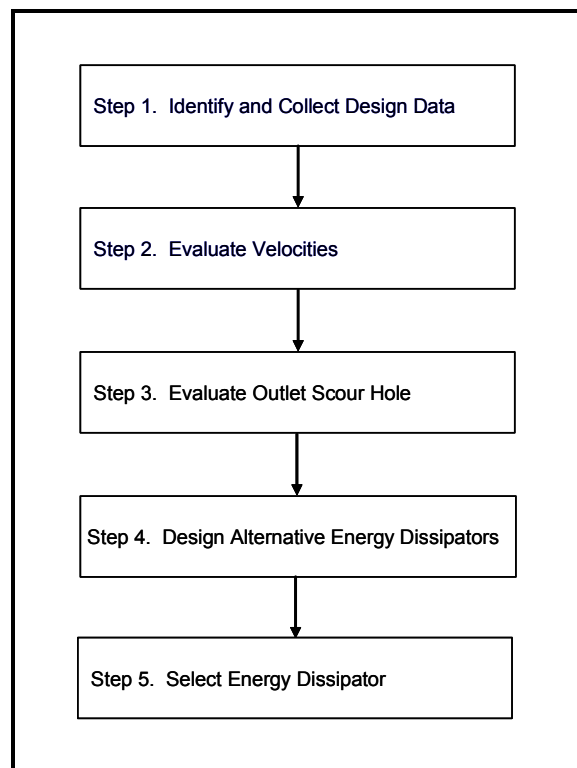 Step 1. Identify and Collect Design Data
Step 2. Evaluate Velocities
Step 3. Evaluate Outlet Scour Hole
Step 4. Design Alternative Energy Dissipators
Step 5. Select Energy Dissipator